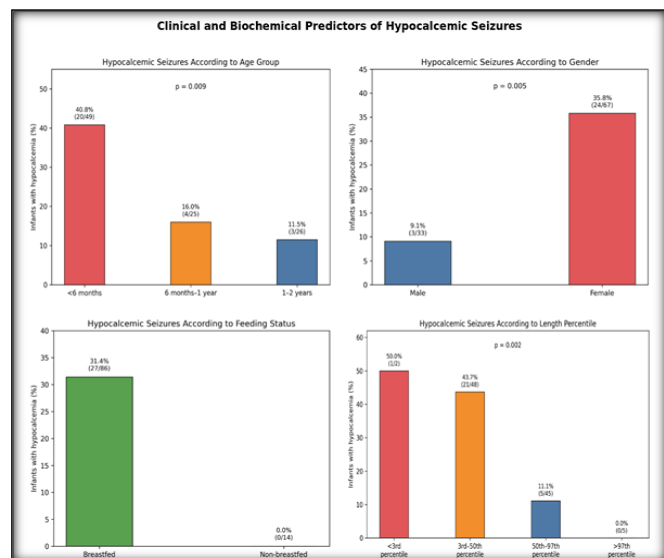 Clinical and Biochemical Predictors of Hypocalcemic Seizures
Hypocalcemic Seizures According to Age Group
p = 0.009
Infants with hypocalcemia (%)
50
40
30
20
10
0
40.8%
(20/49)
16.0%
(4/25)
11.5%
(3/26)
<6 months
6 months-1 year
1-2 years
Hypocalcemic Seizures According to Gender
p = 0.005
Infants with hypocalcemia (%)
45
40
35
30
25
20
15
10
5
0
9.1%
(3/33)
35.8%
(24/67)
Male
Female
Hypocalcemic Seizures According to Feeding Status
Infants with hypocalcemia (%)
40
35
30
25
20
15
10
5
0
31.4%
(27/86)
0.0%
(0/14)
Breastfed
Non-breastfed
Hypocalcemic Seizures According to Length Percentile
p = 0.002
Infants with hypocalcemia (%)
60
50
40
30
20
10
0
50.0%
(1/2)
43.7%
(21/48)
11.1%
(5/45)
0.0%
(0/5)
<3rd
percentile
3rd-50th
percentile
50th-97th
percentile
>97th
percentile